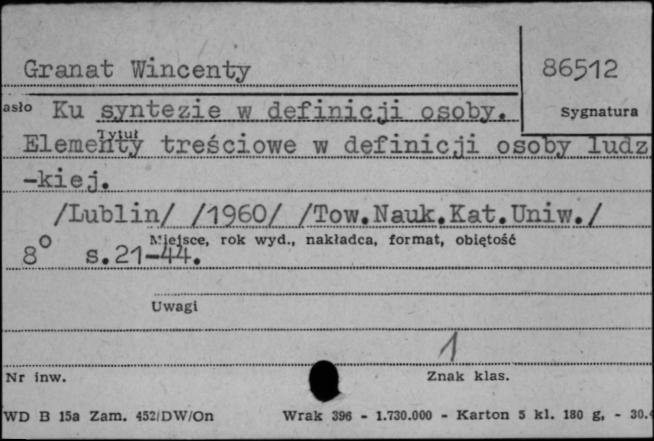 Granat Wincenty
86512
asło Ku syntezie w definicji osoby.
Sygnatura
Tytuł
Elementy treściowe w definicji osoby ludz
-kiej.
/Lublin/ /1960/ /Tow.Nauk.Kat.Uniw./
Miejsce, rok wyd., nakładca, format, objętość
8° s.21-44.
Uwagi
1
Nr inw.
Znak klas.
WD B 15a Zam. 452/DW/On Wrak 396 - 1.730.000 - Karton 5 kl. 180 g. - 30.4